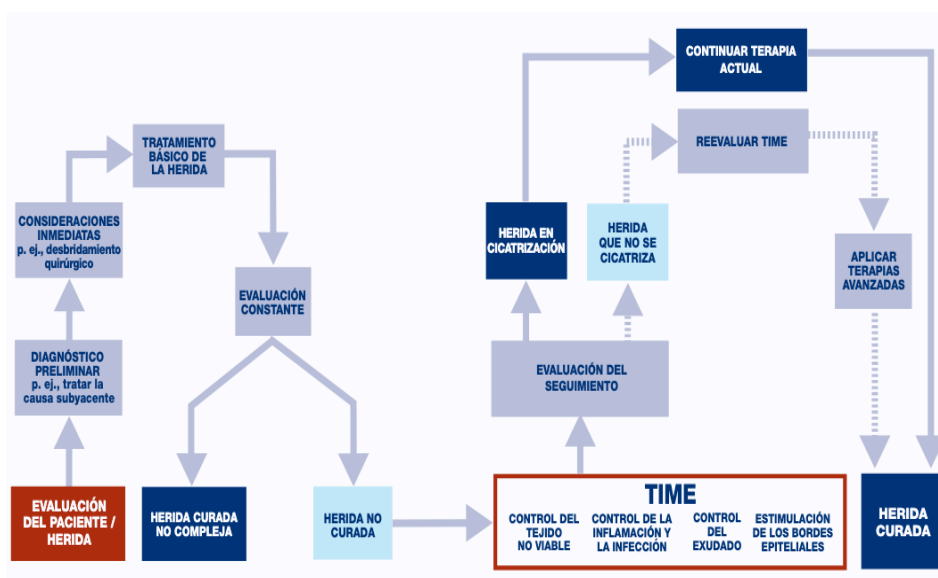 EVALUACIÓN
DEL PACIENTE /
HERIDA
DIAGNÓSTICO
PRELIMINAR
p. ej., tratar la
causa subyacente
CONSIDERACIONES
INMEDIATAS
p. ej., desbridamiento
quirúrgico
TRATAMIENTO
BÁSICO DE
LA HERIDA
EVALUACIÓN
CONSTANTE
HERIDA CURADA
NO COMPLEJA
HERIDA NO
CURADA
TIME
CONTROL DEL
TEJIDO
NO VIABLE
CONTROL DE LA
INFLAMACIÓN Y
LA INFECCIÓN
CONTROL
DEL
EXUDADO
ESTIMULACIÓN
DE LOS BORDES
EPITELIALES
EVALUACIÓN DEL
SEGUIMIENTO
HERIDA EN
CICATRIZACIÓN
HERIDA
QUE NO SE
CICATRIZA
CONTINUAR TERAPIA
ACTUAL
REEVALUAR TIME
APLICAR
TERAPIAS
AVANZADAS
HERIDA
CURADA